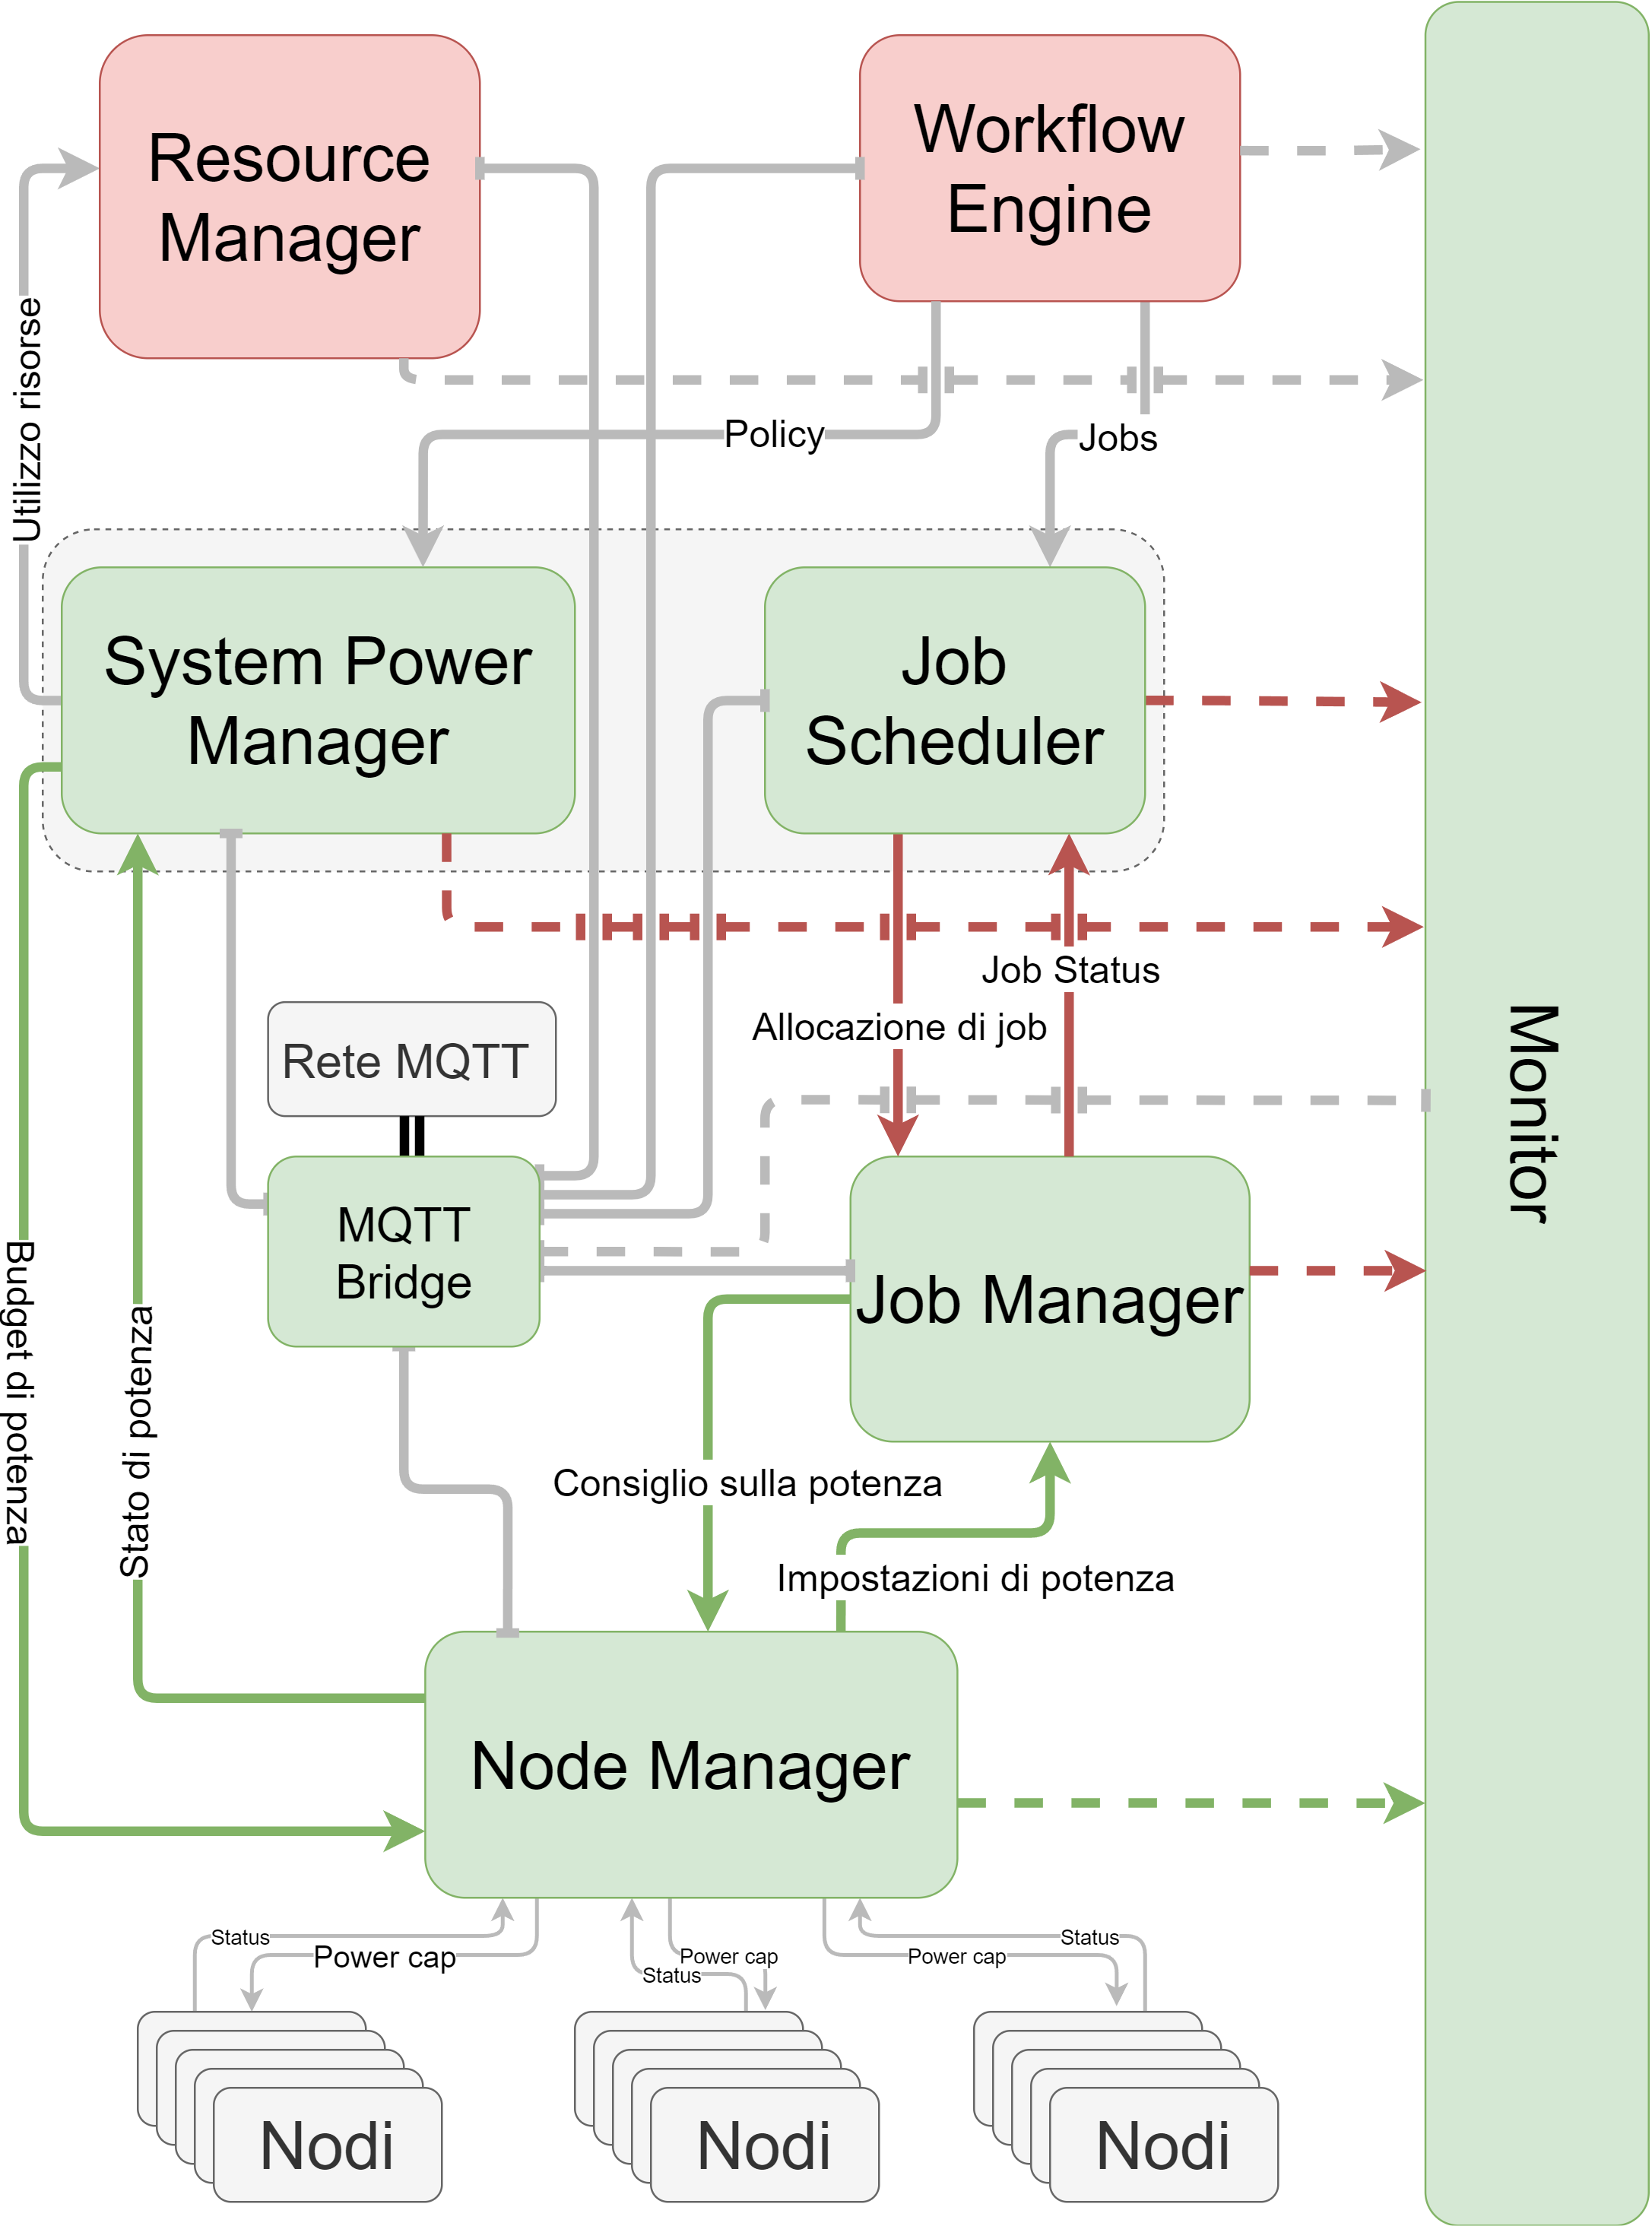 Resource
Manager
Workflow
Engine
Utilizzo risorse
Policy
Jobs
System Power
Manager
Job
Scheduler
Job Status
Allocazione di job
Rete MQTT
Monitor
MQTT
Bridge
Job Manager
Budget di potenza
Stato di potenza
Consiglio sulla potenza
Impostazioni di potenza
Node Manager
Status
Power cap
Power cap
Status
Status
Power cap
Nodi
Nodi
Nodi